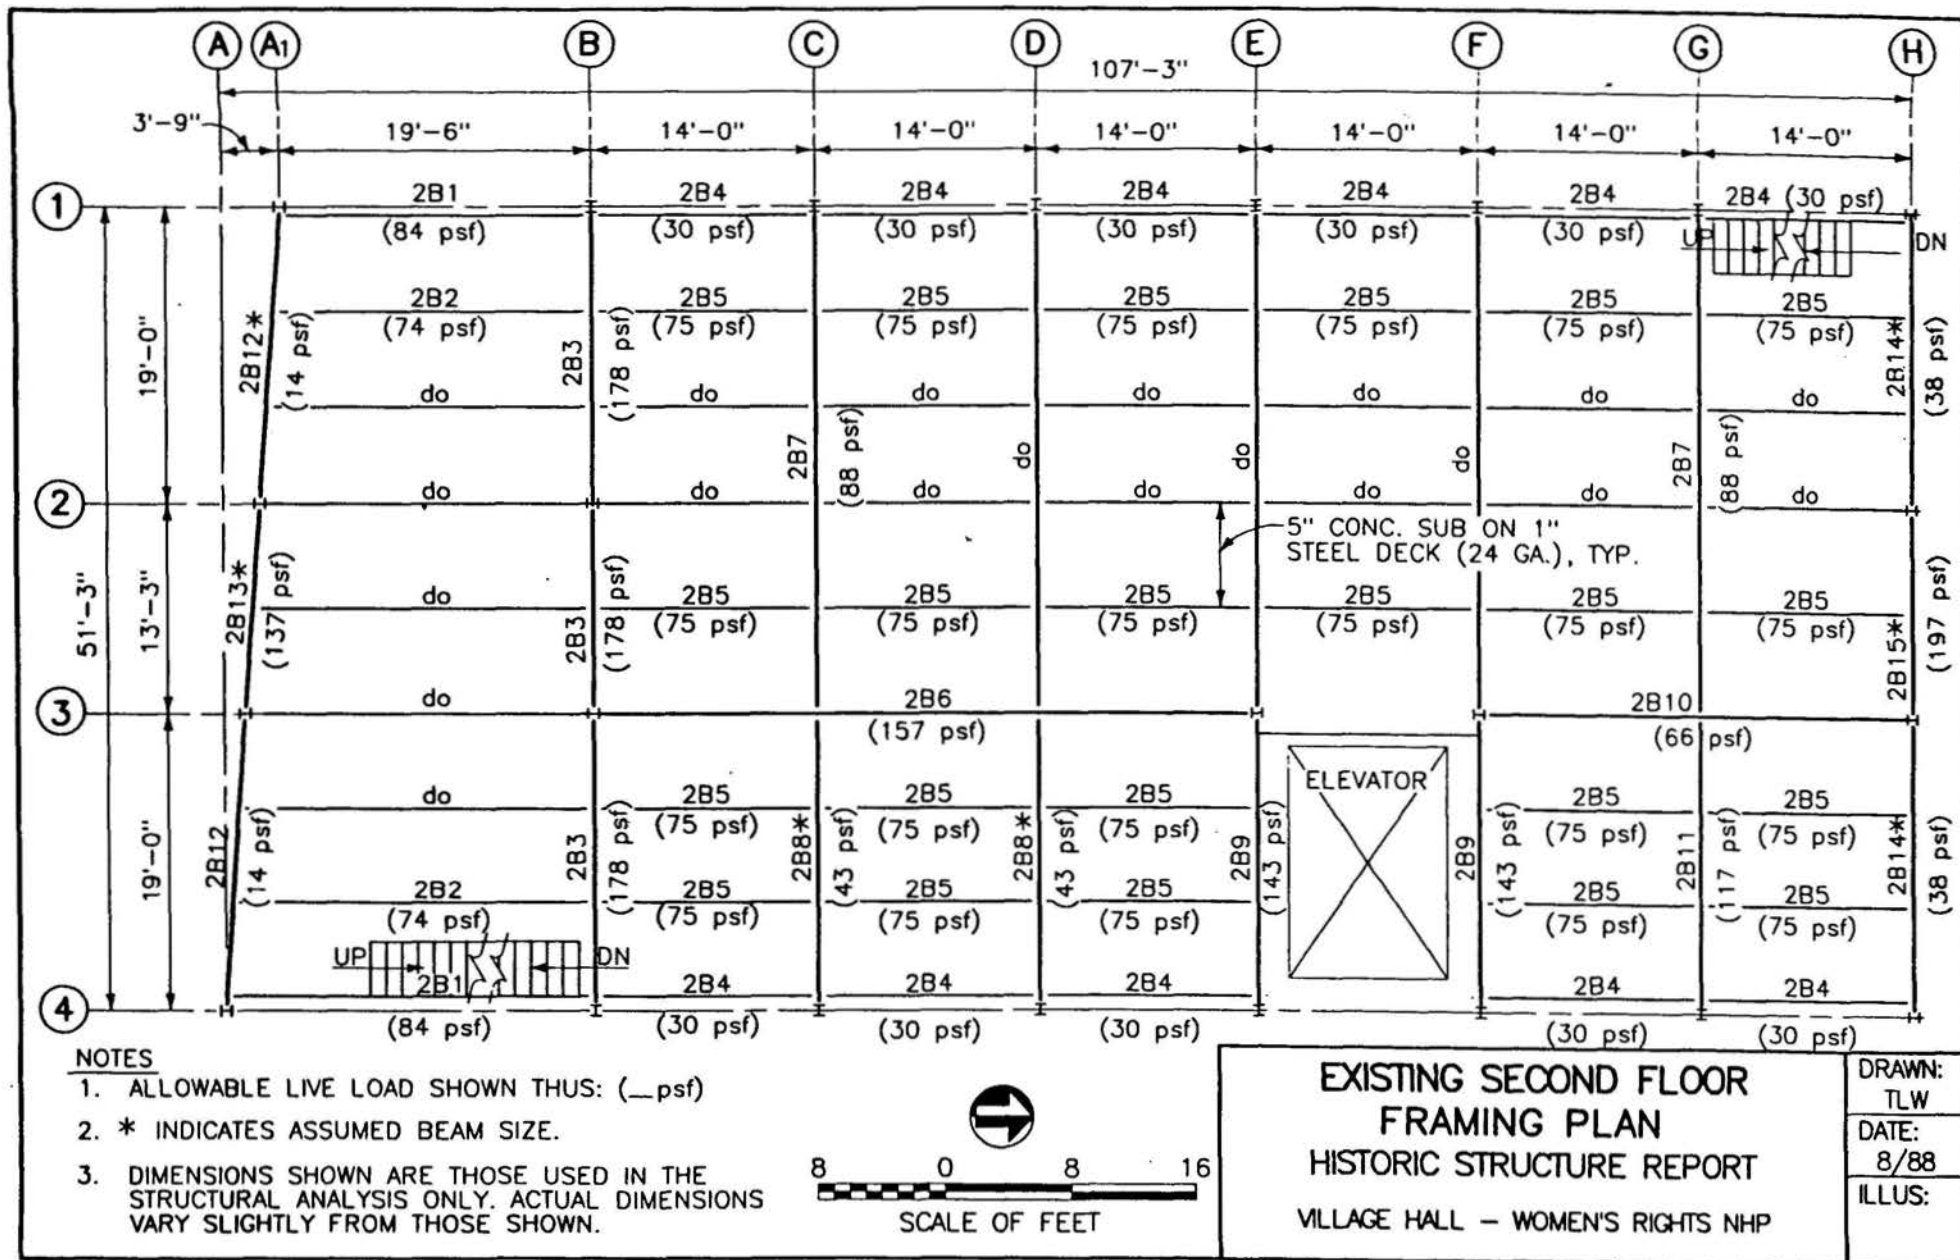 A A1 B C D E F G H
107'-3"
3'-9" 19'-6" 14'-0" 14'-0" 14'-0" 14'-0" 14'-0" 14'-0"
1 2B1 2B4 2B4 2B4 2B4 2B4 2B4 (30 psf)
(84 psf) (30 psf) (30 psf) (30 psf) (30 psf) (30 psf)
UP DN
2B2 2B5 2B5 2B5 2B5 2B5 2B5
(74 psf) (75 psf) (75 psf) (75 psf) (75 psf) (75 psf) (75 psf)
19'-0" 2B12* (14 psf) 2B3 (178 psf) 2B14* (38 psf)
do do do do do do do
2B7 (88 psf) do do do 2B7 (88 psf)
2 do do do do do do do
5" CONC. SUB ON 1"
STEEL DECK (24 GA.), TYP.
51'-3" 13'-3" 2B13* (137 psf) 2B3 (178 psf) 2B15* (197 psf)
do 2B5 2B5 2B5 2B5 2B5 2B5
(75 psf) (75 psf) (75 psf) (75 psf) (75 psf) (75 psf)
3 do 2B6 2B10
(157 psf) (66 psf)
ELEVATOR
do 2B5 2B5 2B5 2B5 2B5
(75 psf) (75 psf) (75 psf) (75 psf) (75 psf)
19'-0" 2B12 (14 psf) 2B3 (178 psf) 2B8* (43 psf) 2B8* (43 psf) 2B9 (143 psf) 2B9 (143 psf) 2B11 (117 psf) 2B14* (38 psf)
2B2 2B5 2B5 2B5 2B5 2B5
(74 psf) (75 psf) (75 psf) (75 psf) (75 psf) (75 psf)
UP DN
2B1 2B4 2B4 2B4 2B4 2B4
4 (84 psf) (30 psf) (30 psf) (30 psf) (30 psf) (30 psf)
NOTES
1. ALLOWABLE LIVE LOAD SHOWN THUS: (__psf)
2. * INDICATES ASSUMED BEAM SIZE.
3. DIMENSIONS SHOWN ARE THOSE USED IN THE
STRUCTURAL ANALYSIS ONLY. ACTUAL DIMENSIONS
VARY SLIGHTLY FROM THOSE SHOWN.
8 0 8 16
SCALE OF FEET
EXISTING SECOND FLOOR
FRAMING PLAN
HISTORIC STRUCTURE REPORT
VILLAGE HALL – WOMEN'S RIGHTS NHP
DRAWN:
TLW
DATE:
8/88
ILLUS: